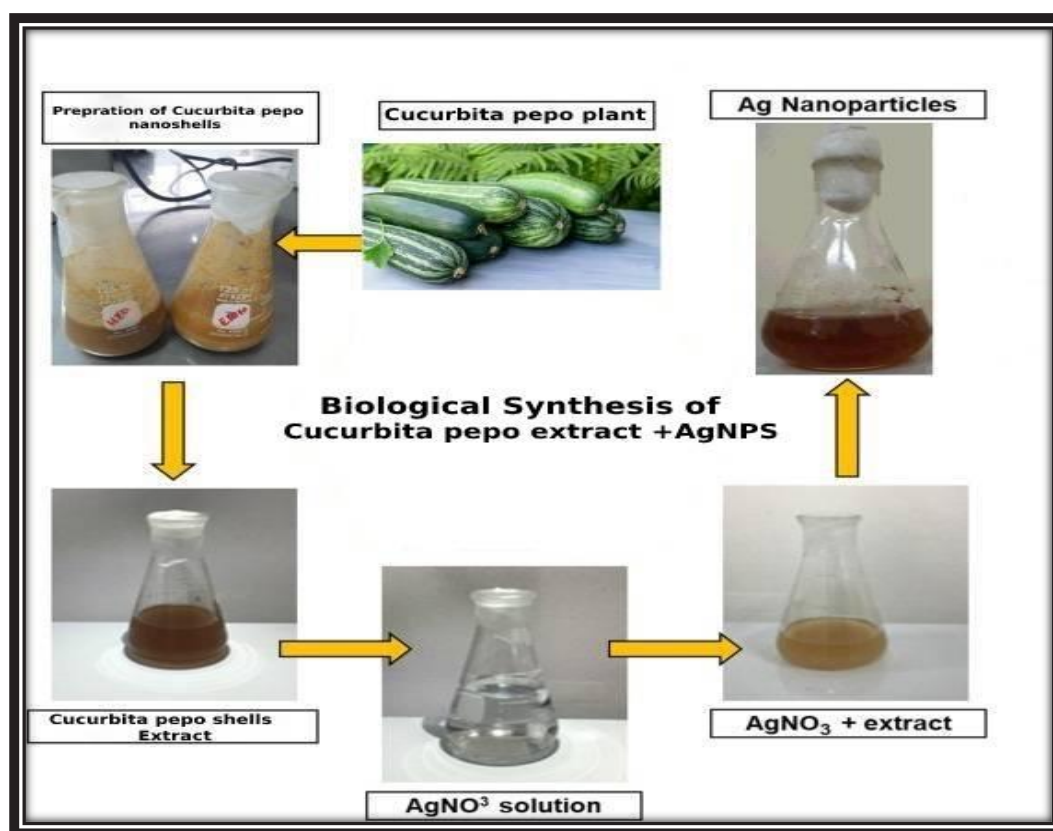 Prepration of Cucurbita pepo
nanoshells
Cucurbita pepo plant
Ag Nanoparticles
Biological Synthesis of
Cucurbita pepo extract +AgNPS
Cucurbita pepo shells
Extract
AgNO³ solution
AgNO₃ + extract